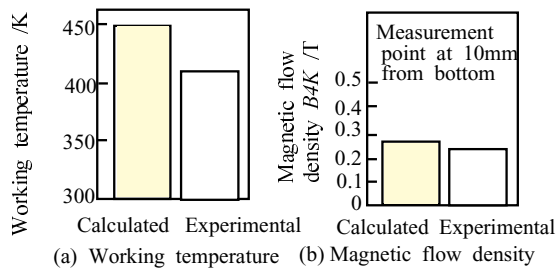 Working temperature /K
450
400
350
300
Calculated Experimental
(a) Working temperature
Magnetic flow
density B4K /T
Measurement
point at 10mm
from bottom
0.5
0.4
0.3
0.2
0.1
0
Calculated Experimental
(b) Magnetic flow density